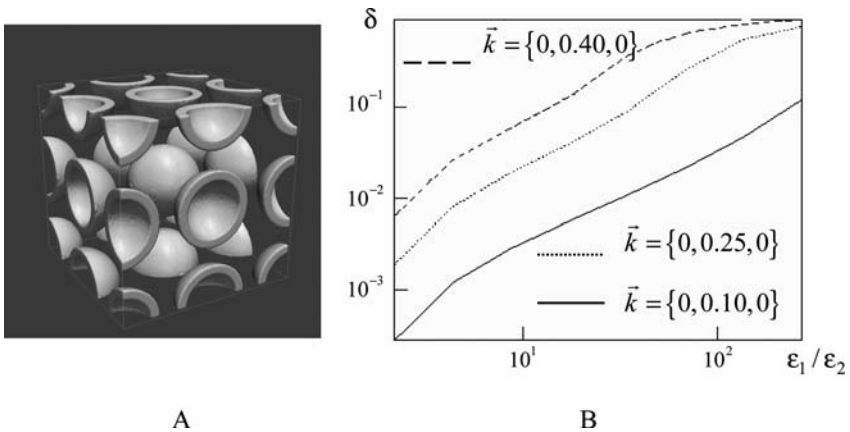 δ
k⃗ = {0, 0.40, 0}
10⁻¹
10⁻²
10⁻³
k⃗ = {0, 0.25, 0}
k⃗ = {0, 0.10, 0}
10¹
10²
ε₁/ε₂
A
B